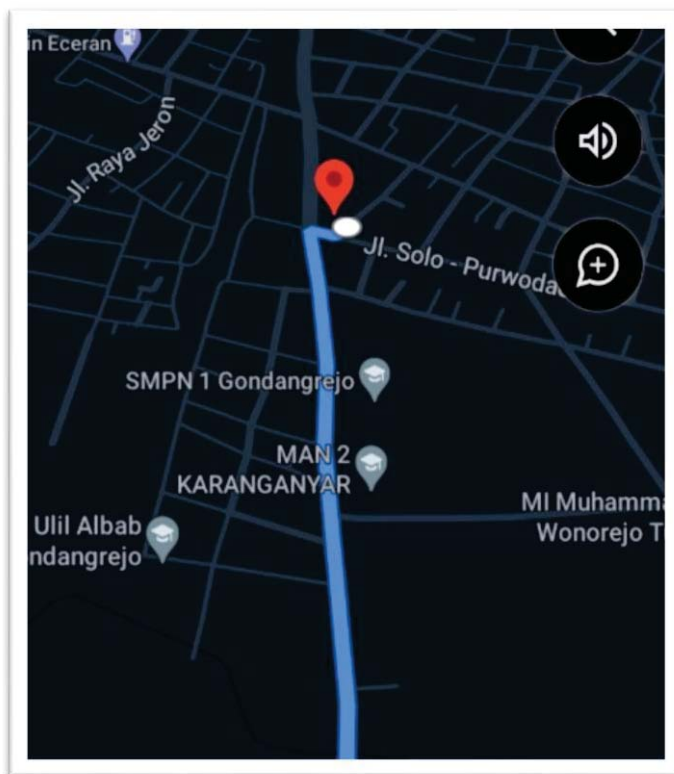 in Eceran
Jl. Raya Jeron
Jl. Solo - Purwoda
SMPN 1 Gondangrejo
MAN 2
KARANGANYAR
MI Muhamma
Wonorejo T
Ulil Albab
ndangrejo